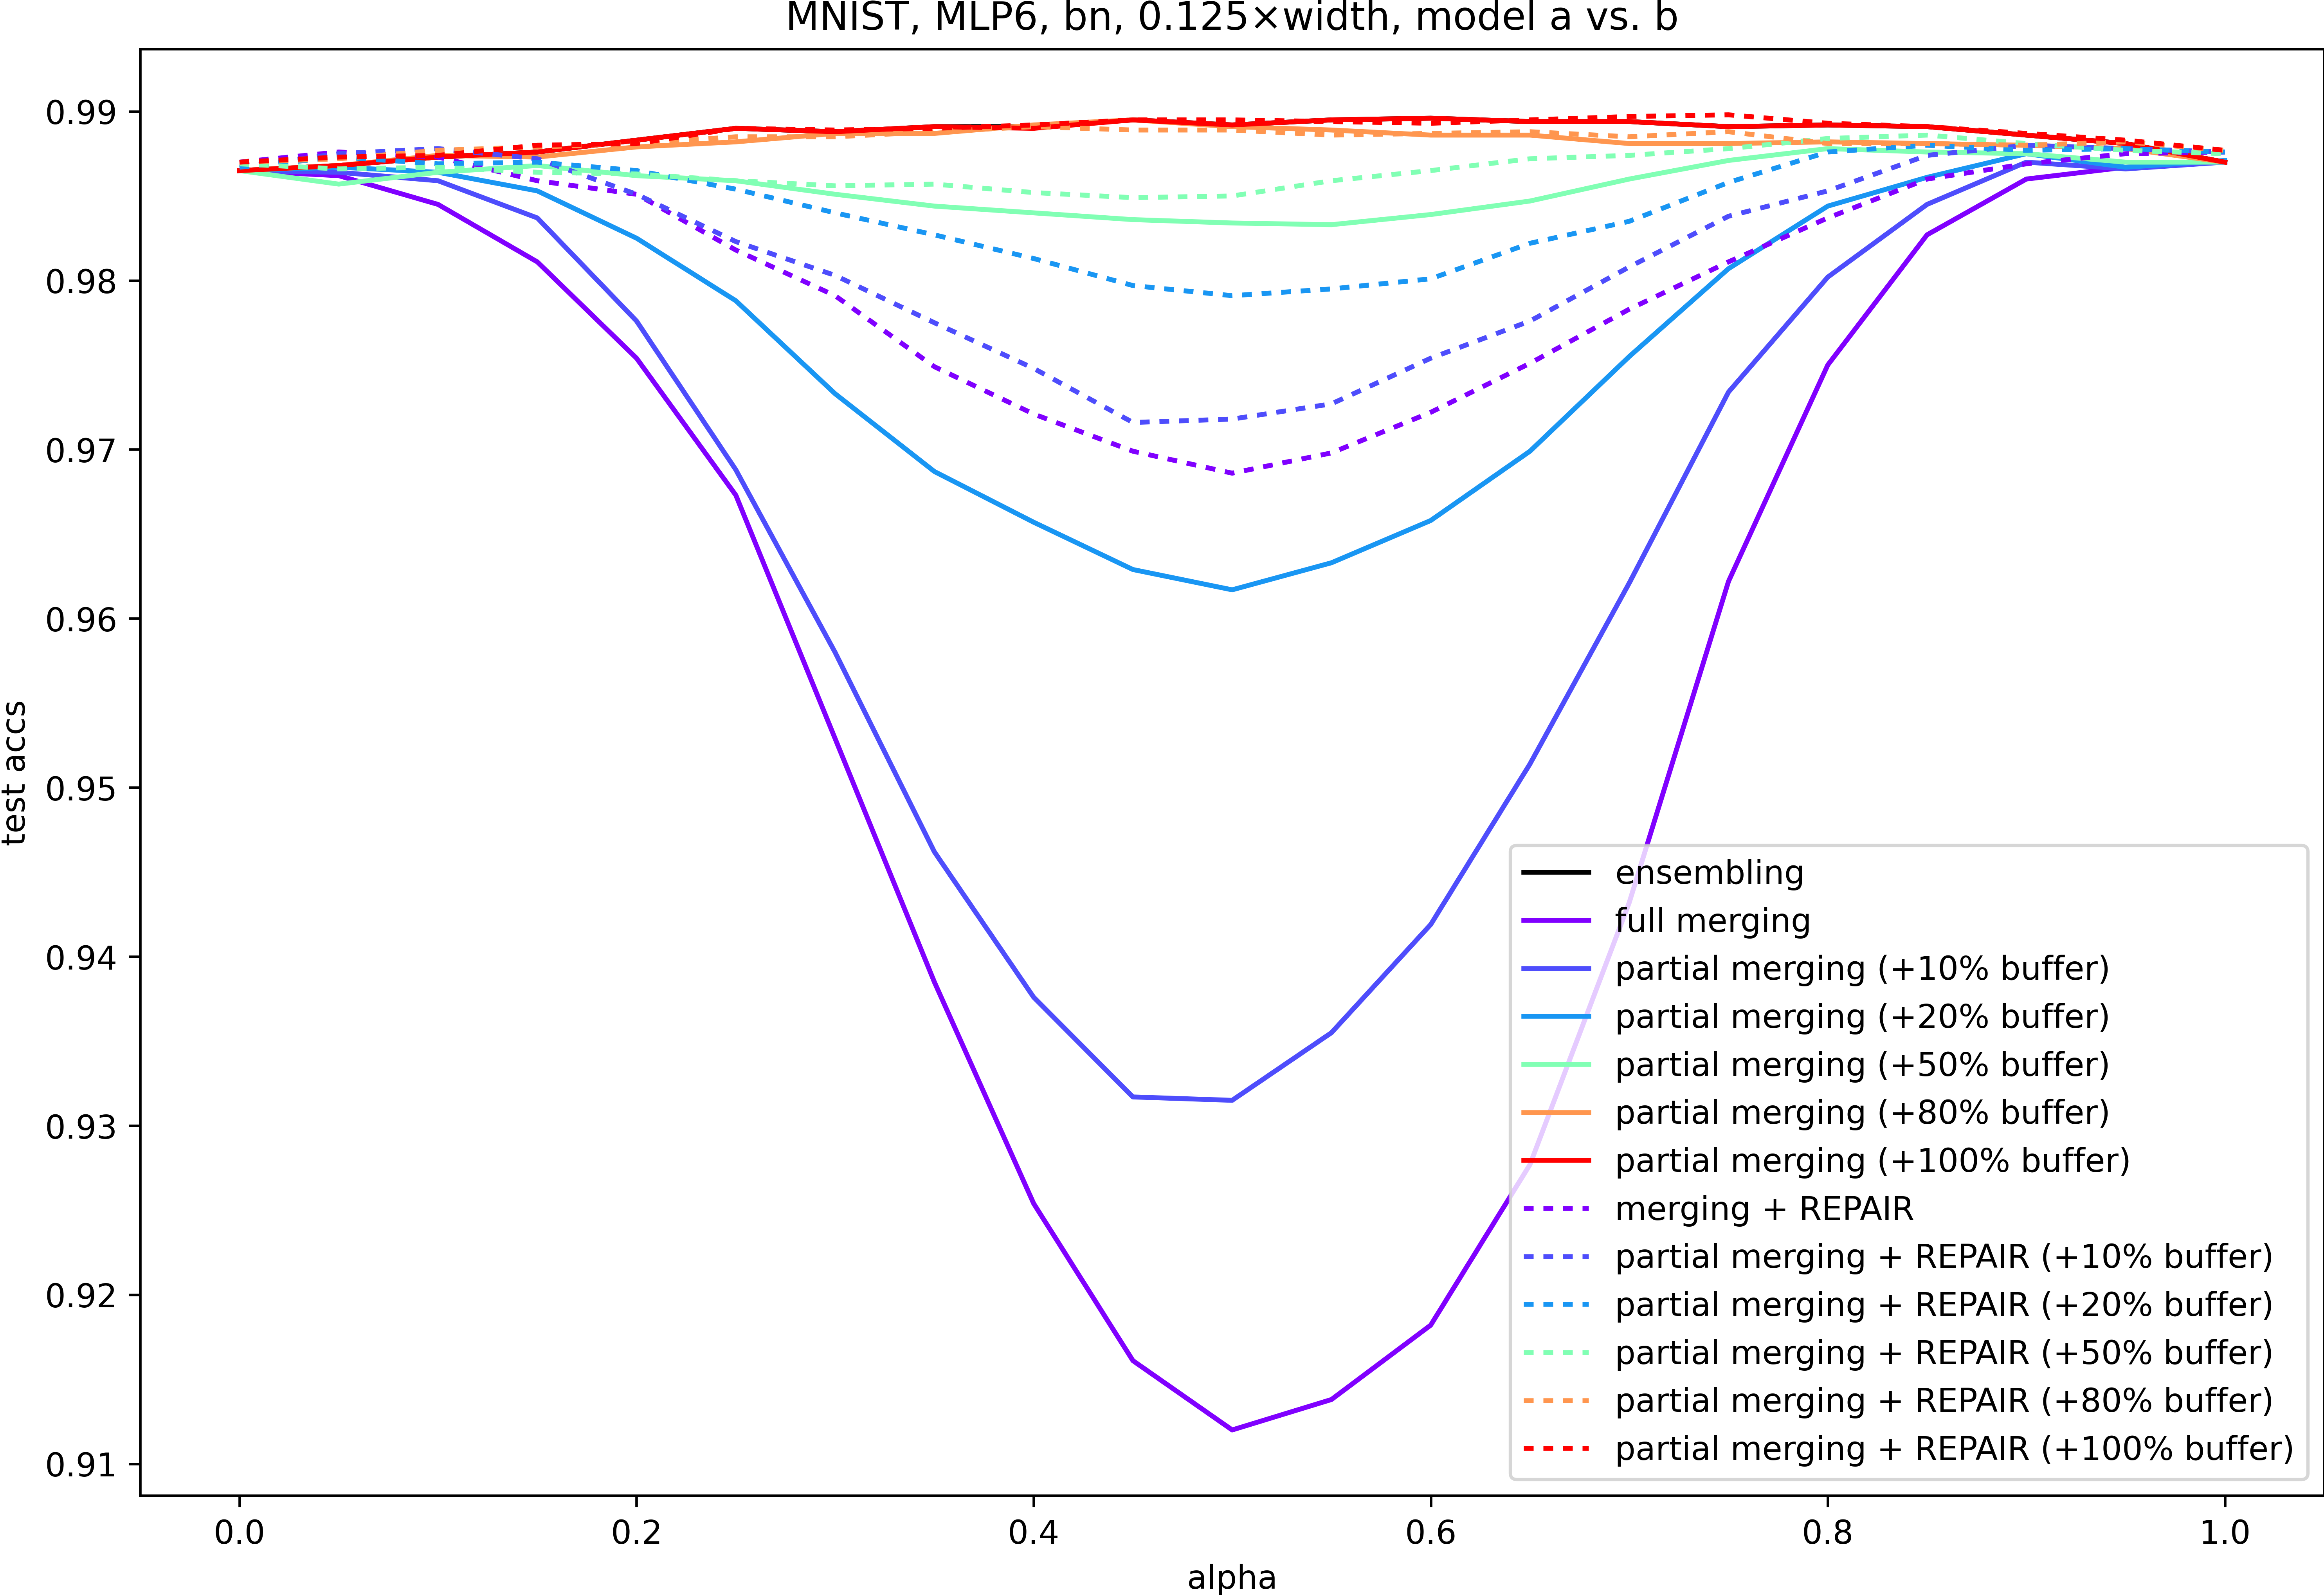 MNIST, MLP6, bn, 0.125×width, model a vs. b
0.99
0.98
0.97
0.96
0.95
0.94
0.93
0.92
0.91
test accs
ensembling
full merging
partial merging (+10% buffer)
partial merging (+20% buffer)
partial merging (+50% buffer)
partial merging (+80% buffer)
partial merging (+100% buffer)
merging + REPAIR
partial merging + REPAIR (+10% buffer)
partial merging + REPAIR (+20% buffer)
partial merging + REPAIR (+50% buffer)
partial merging + REPAIR (+80% buffer)
partial merging + REPAIR (+100% buffer)
0.0 0.2 0.4 0.6 0.8 1.0
alpha